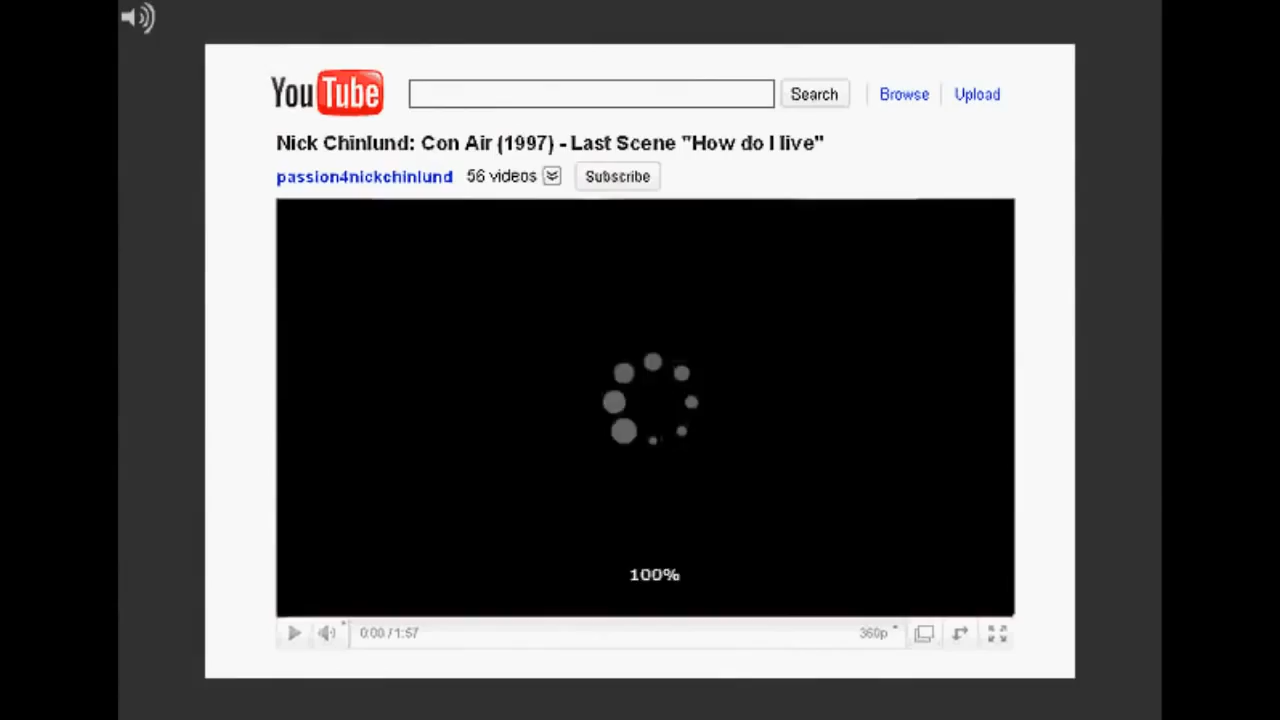 YouTube Search Browse Upload
Nick Chinlund: Con Air (1997) - Last Scene "How do I live"
passion4nickchinlund 56 videos Subscribe
100%
0:00 / 1:57 360p